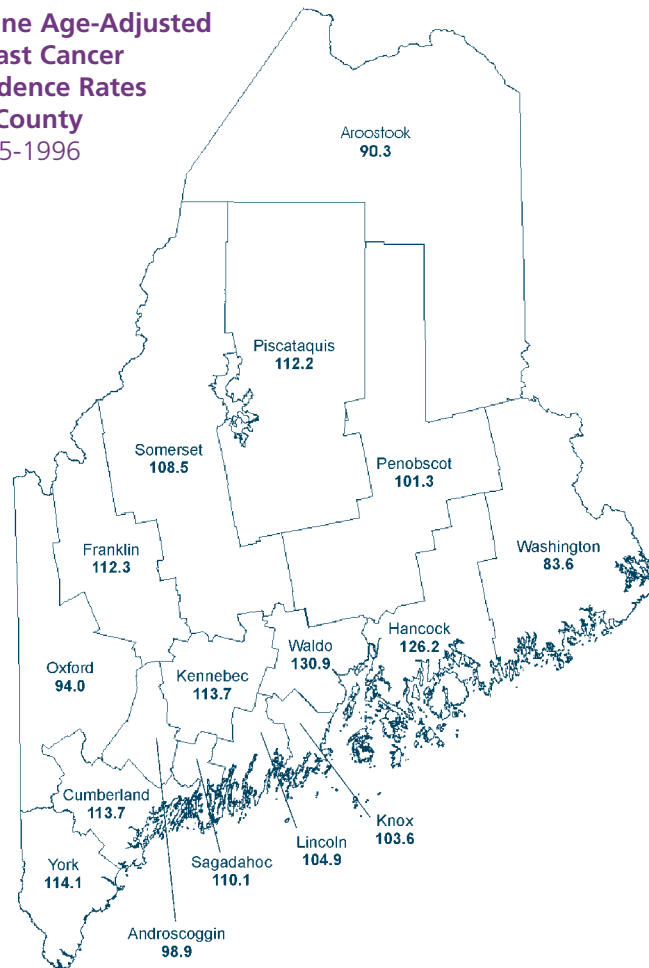 ne Age-Adjusted
ast Cancer
dence Rates
County
5-1996
Aroostook
90.3
Piscataquis
112.2
Somerset
108.5
Penobscot
101.3
Franklin
112.3
Washington
83.6
Waldo
130.9
Hancock
126.2
Oxford
94.0
Kennebec
113.7
Cumberland
113.7
Knox
103.6
Lincoln
104.9
Sagadahoc
110.1
York
114.1
Androscoggin
98.9